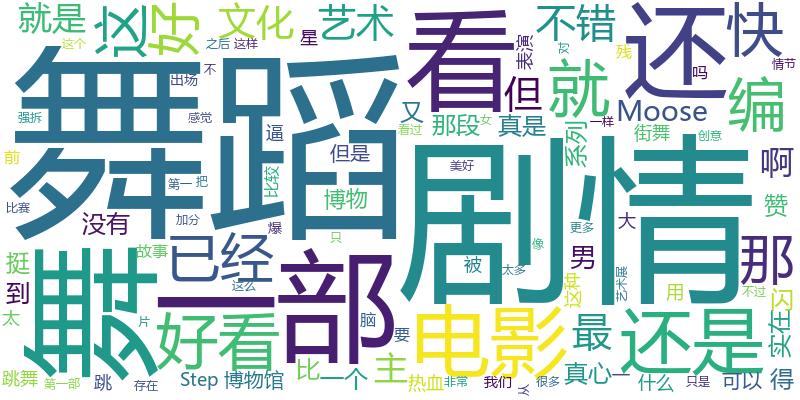 就是
这
好
文化
之后
这样
这个
星
艺术
表演
看
不错
对
残
还
快
吗
情节
舞蹈
出场
不
强拆
感觉
但
就
编
Moose
前
逼
但是
又
那段
女
真是
看过
系列
一样
街舞
创意
啊
第一
把
比较
博物
美好
剧情
赞
比赛
没有
加分
爆
只
更多
大
挺
故事
舞
已经
一部
这么
被
像
太多
男
这种
艺术展
那
到
太
片
好看
脑
要
电影
最
用
还是
不过
闪
实在
跳舞
第一部
跳
存在
Step 博物馆
比
一个
主
热血
非常
我们
从
很多
真心
一
什么
只是
可以
得